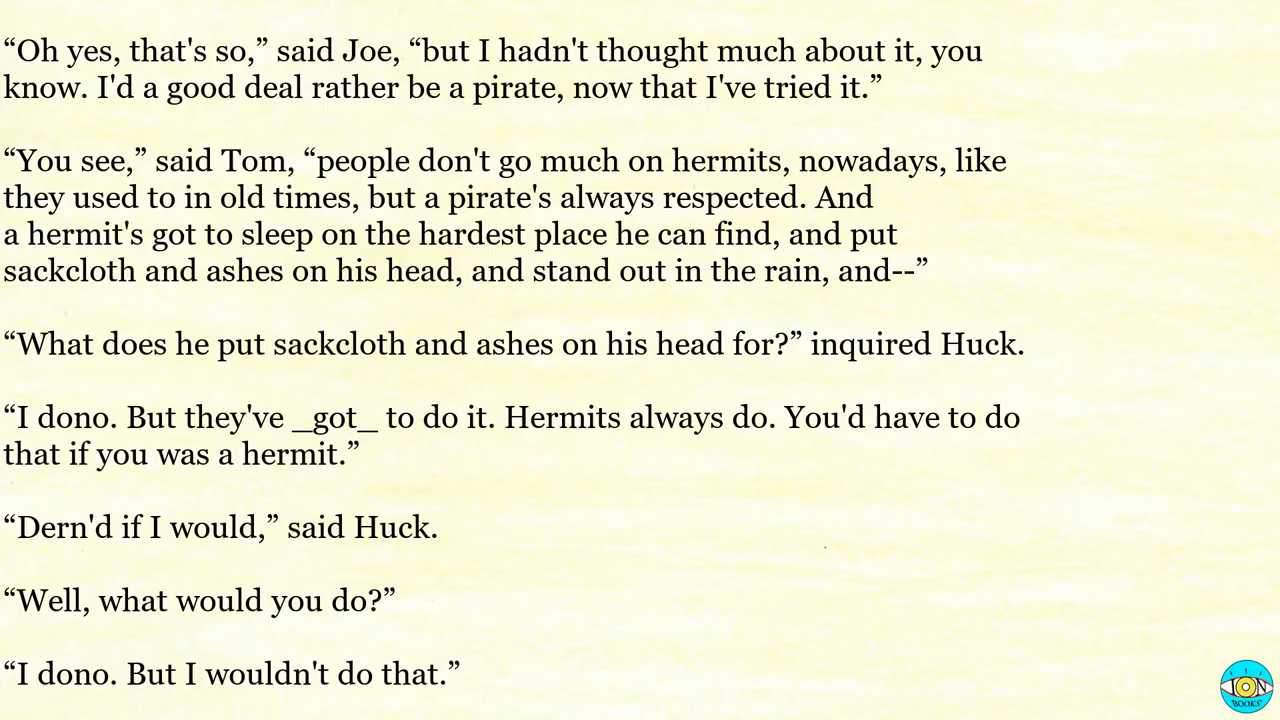 “Oh yes, that's so,” said Joe, “but I hadn't thought much about it, you
know. I'd a good deal rather be a pirate, now that I've tried it.”
“You see,” said Tom, “people don't go much on hermits, nowadays, like
they used to in old times, but a pirate's always respected. And
a hermit's got to sleep on the hardest place he can find, and put
sackcloth and ashes on his head, and stand out in the rain, and--”
“What does he put sackcloth and ashes on his head for?” inquired Huck.
“I dono. But they've _got_ to do it. Hermits always do. You'd have to do
that if you was a hermit.”
“Dern'd if I would,” said Huck.
“Well, what would you do?”
“I dono. But I wouldn't do that.”
ION
BOOKS